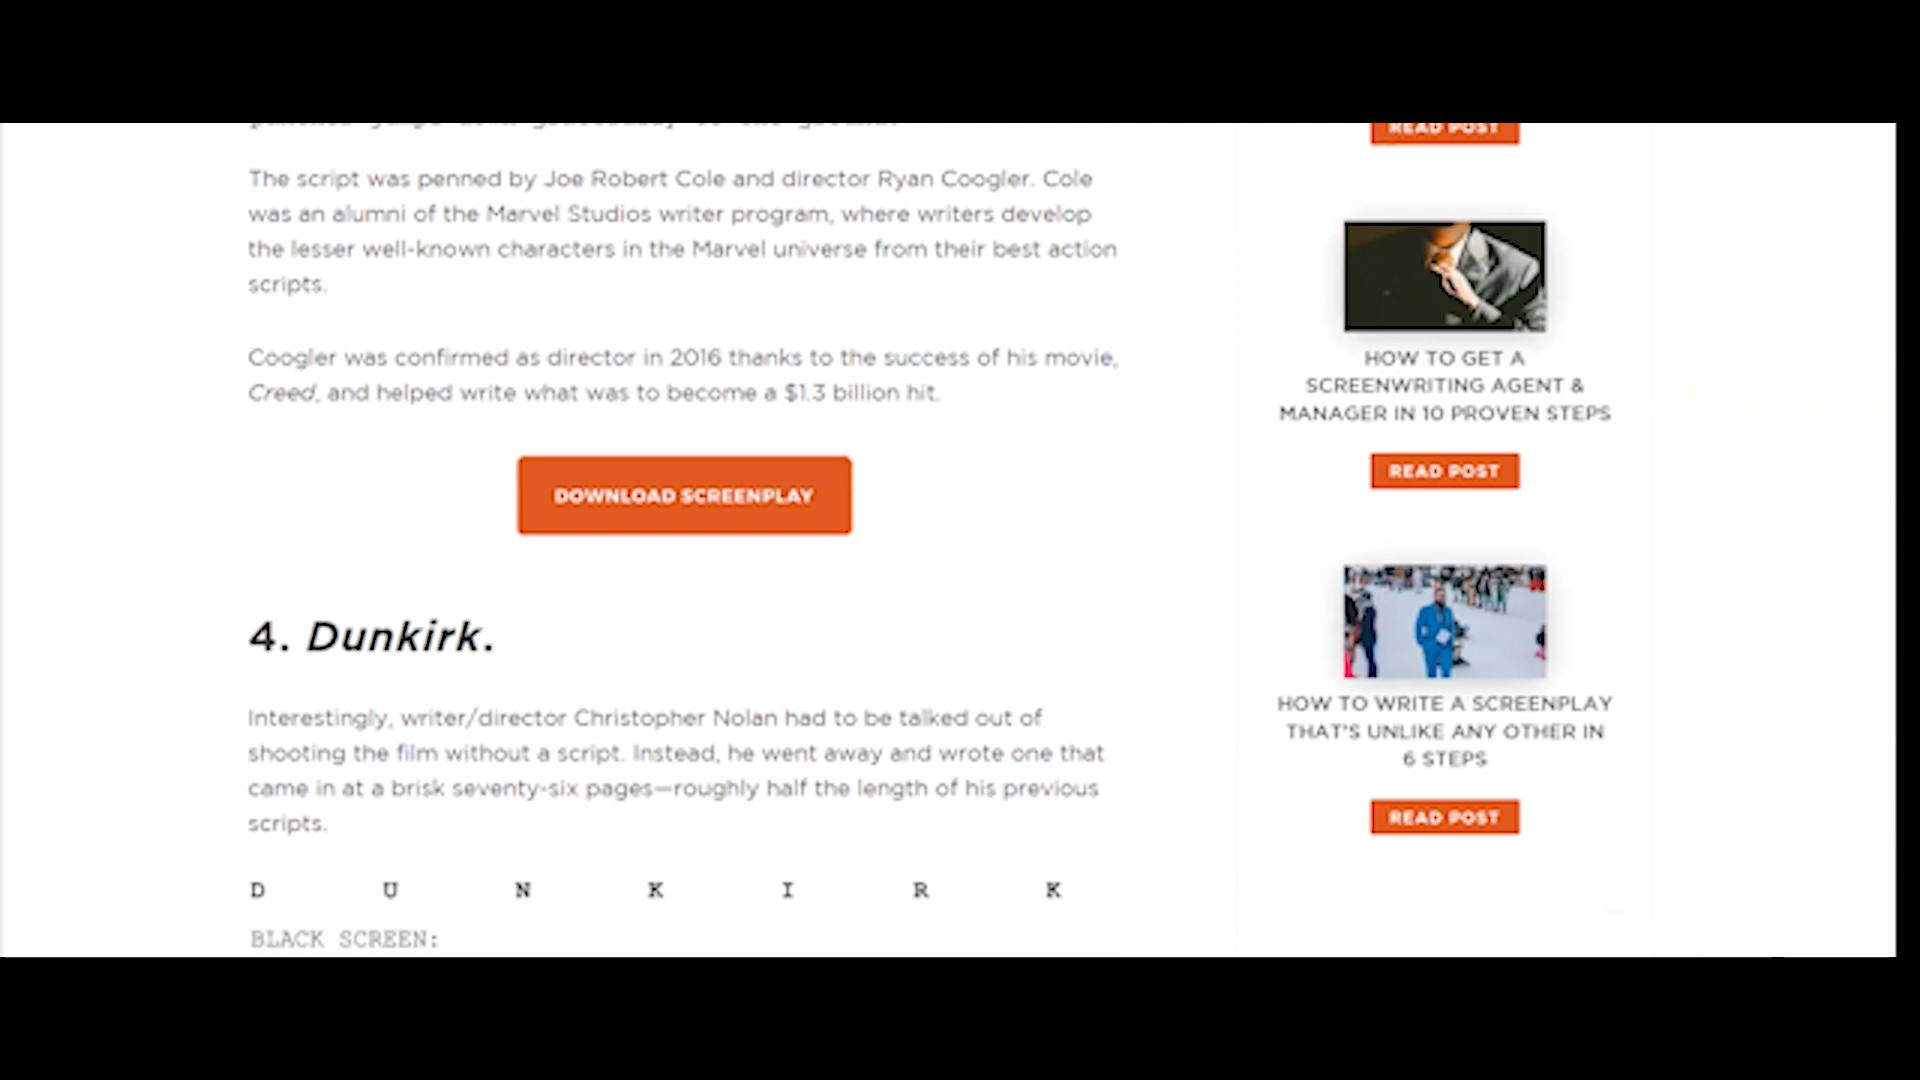 The script was penned by Joe Robert Cole and director Ryan Coogler. Cole
was an alumni of the Marvel Studios writer program, where writers develop
the lesser well-known characters in the Marvel universe from their best action
scripts.
Coogler was confirmed as director in 2016 thanks to the success of his movie,
Creed, and helped write what was to become a $1.3 billion hit.
DOWNLOAD SCREENPLAY
4. Dunkirk.
Interestingly, writer/director Christopher Nolan had to be talked out of
shooting the film without a script. Instead, he went away and wrote one that
came in at a brisk seventy-six pages—roughly half the length of his previous
scripts.
D U N K I R K
BLACK SCREEN:
READ POST
HOW TO GET A
SCREENWRITING AGENT &
MANAGER IN 10 PROVEN STEPS
READ POST
HOW TO WRITE A SCREENPLAY
THAT'S UNLIKE ANY OTHER IN
6 STEPS
READ POST